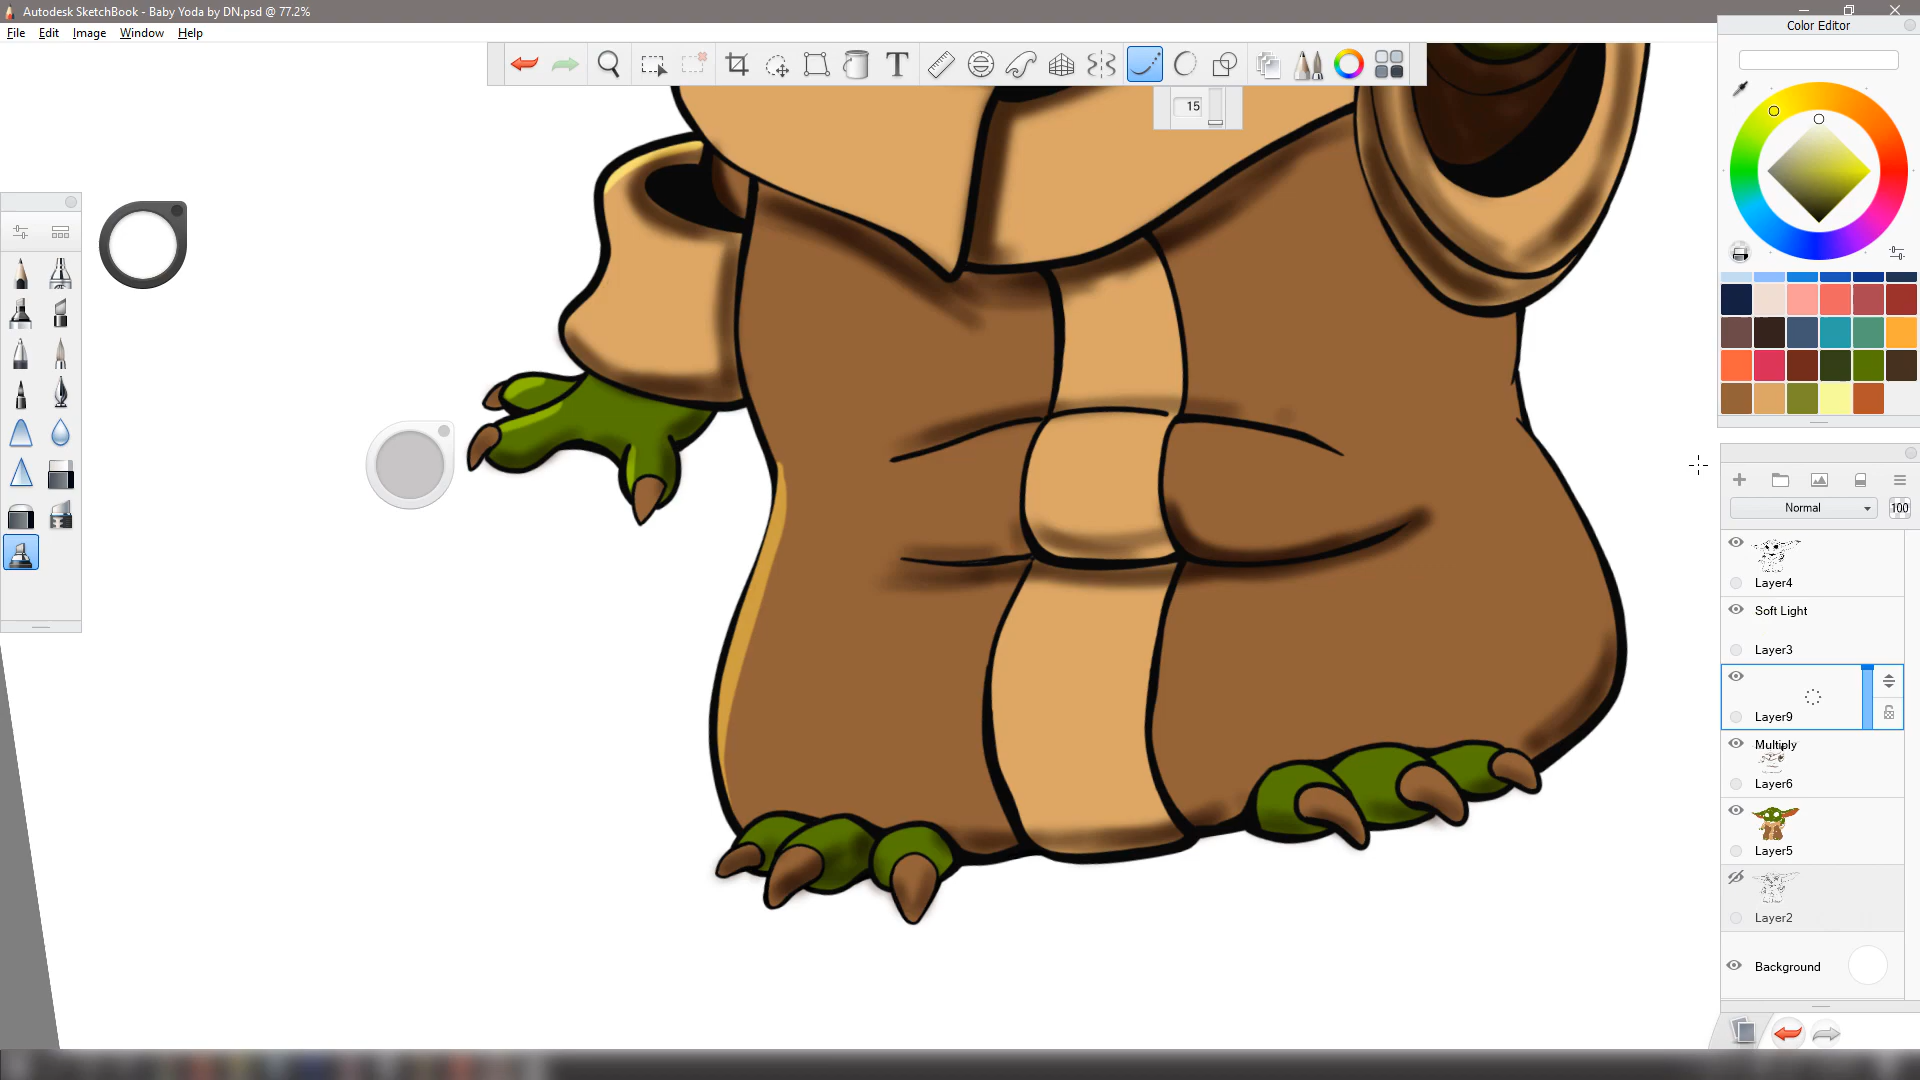 Autodesk SketchBook - Baby Yoda by DN.psd @ 77.2%
File Edit Image Window Help
Color Editor
T
15
Normal 100
Layer4
Soft Light
Layer3
Layer9
Multiply
Layer6
Layer5
Layer2
Background